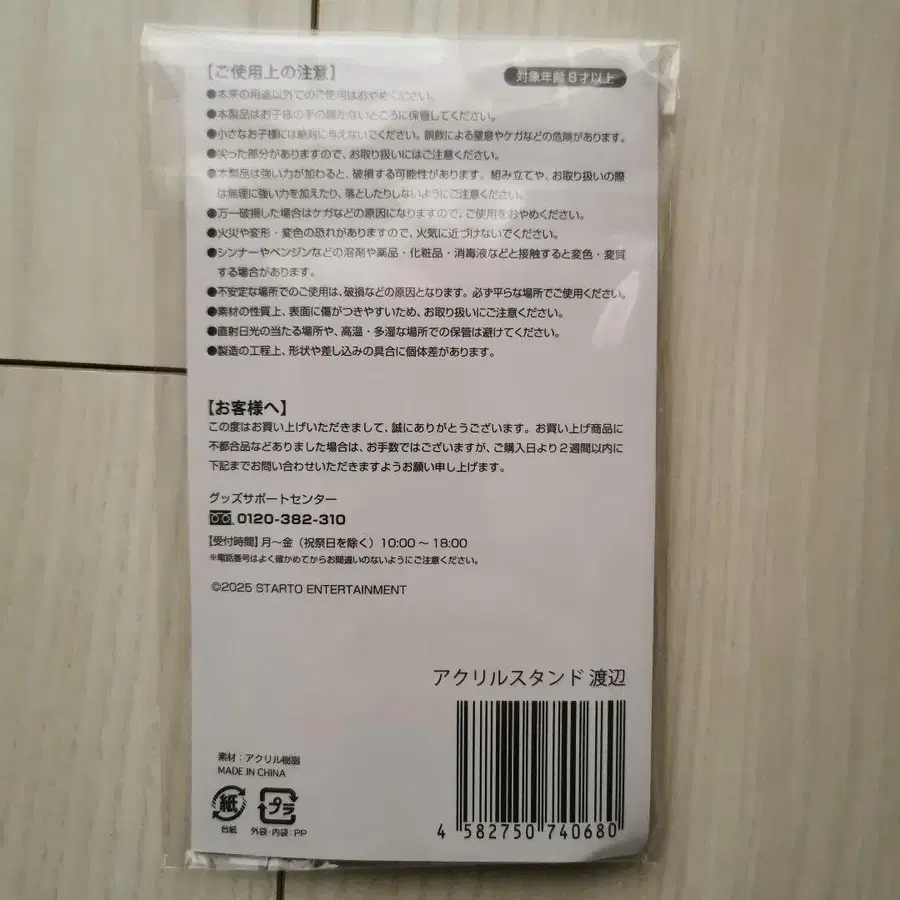 【ご使用上の注意】
対象年齢8才以上
●本来の用途以外でのご使用はおやめください。
●本製品はお子様の手の届かないところに保管してください。
●小さなお子様には絶対に与えないでください。誤飲による窒息やケガなどの危険があります。
●尖った部分がありますので、お取り扱いにはご注意ください。
●本製品は強い力が加わると、破損する可能性があります。組み立てや、お取り扱いの際
は無理に強い力を加えたり、落としたりしないようにご注意ください。
●万一破損した場合はケガなどの原因になりますので、ご使用をおやめください。
●火災や変形・変色の恐れがありますので、火気に近づけないでください。
●シンナーやベンジンなどの溶剤や薬品・化粧品・消毒液などと接触すると変色・変質
する場合があります。
●不安定な場所でのご使用は、破損などの原因となります。必ず平らな場所でご使用ください。
●素材の性質上、表面に傷がつきやすいため、お取り扱いにご注意ください。
●直射日光の当たる場所や、高温・多湿な場所での保管は避けてください。
●製造の工程上、形状や差し込みの具合に個体差があります。
【お客様へ】
この度はお買い上げいただきまして、誠にありがとうございます。お買い上げ商品に
不都合品などありました場合は、お手数ではございますが、ご購入日より2週間以内に
下記までお問い合わせいただきますようお願い申し上げます。
グッズサポートセンター
0120-382-310
【受付時間】月〜金（祝祭日を除く）10:00〜18:00
※電話番号はよく確かめてからお間違いのないようにご注意ください。
©2025 STARTO ENTERTAINMENT
アクリルスタンド 渡辺
素材：アクリル樹脂
MADE IN CHINA
紙
プラ
台紙
外袋・内袋：PP
4 582750 740680